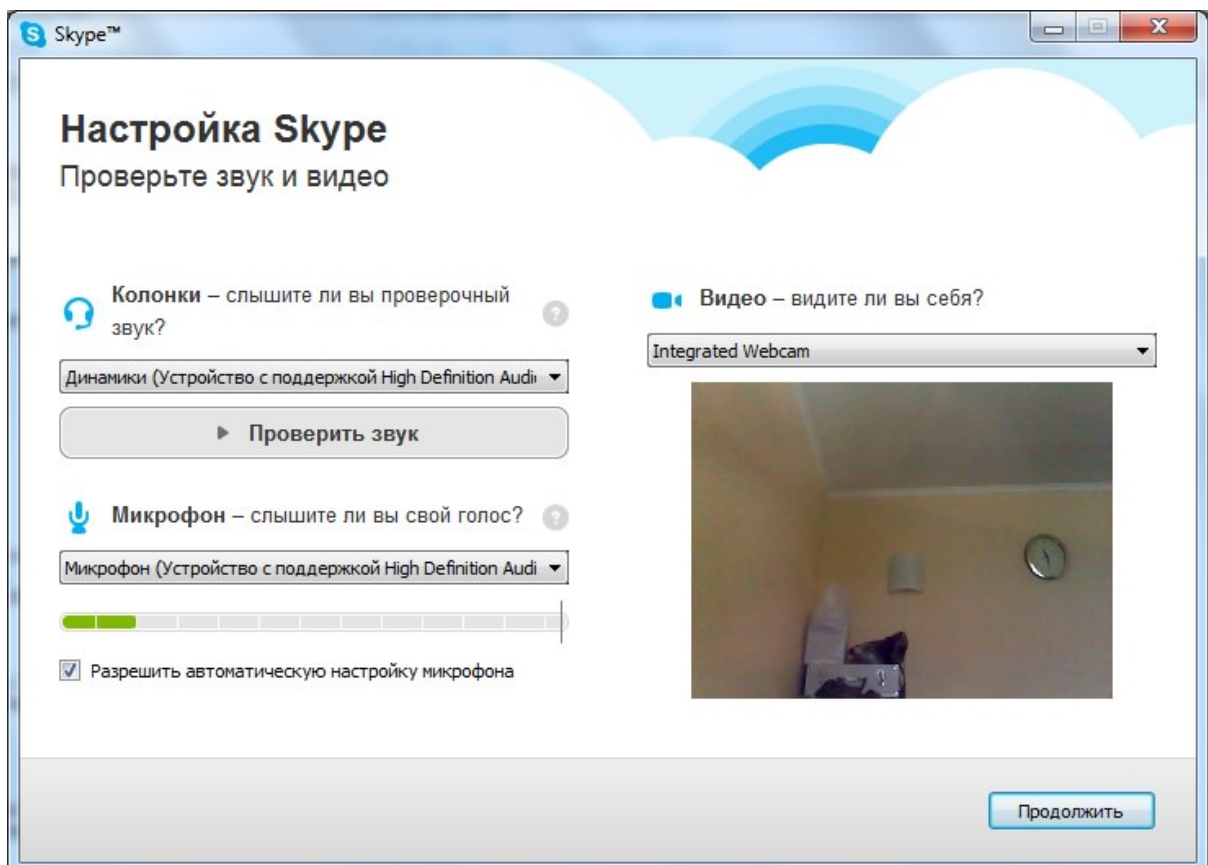 Skype™
Настройка Skype
Проверьте звук и видео
Колонки – слышите ли вы проверочный
звук?
Динамики (Устройство с поддержкой High Definition Audi
Проверить звук
Микрофон – слышите ли вы свой голос?
Микрофон (Устройство с поддержкой High Definition Audi
Разрешить автоматическую настройку микрофона
Видео – видите ли вы себя?
Integrated Webcam
Продолжить